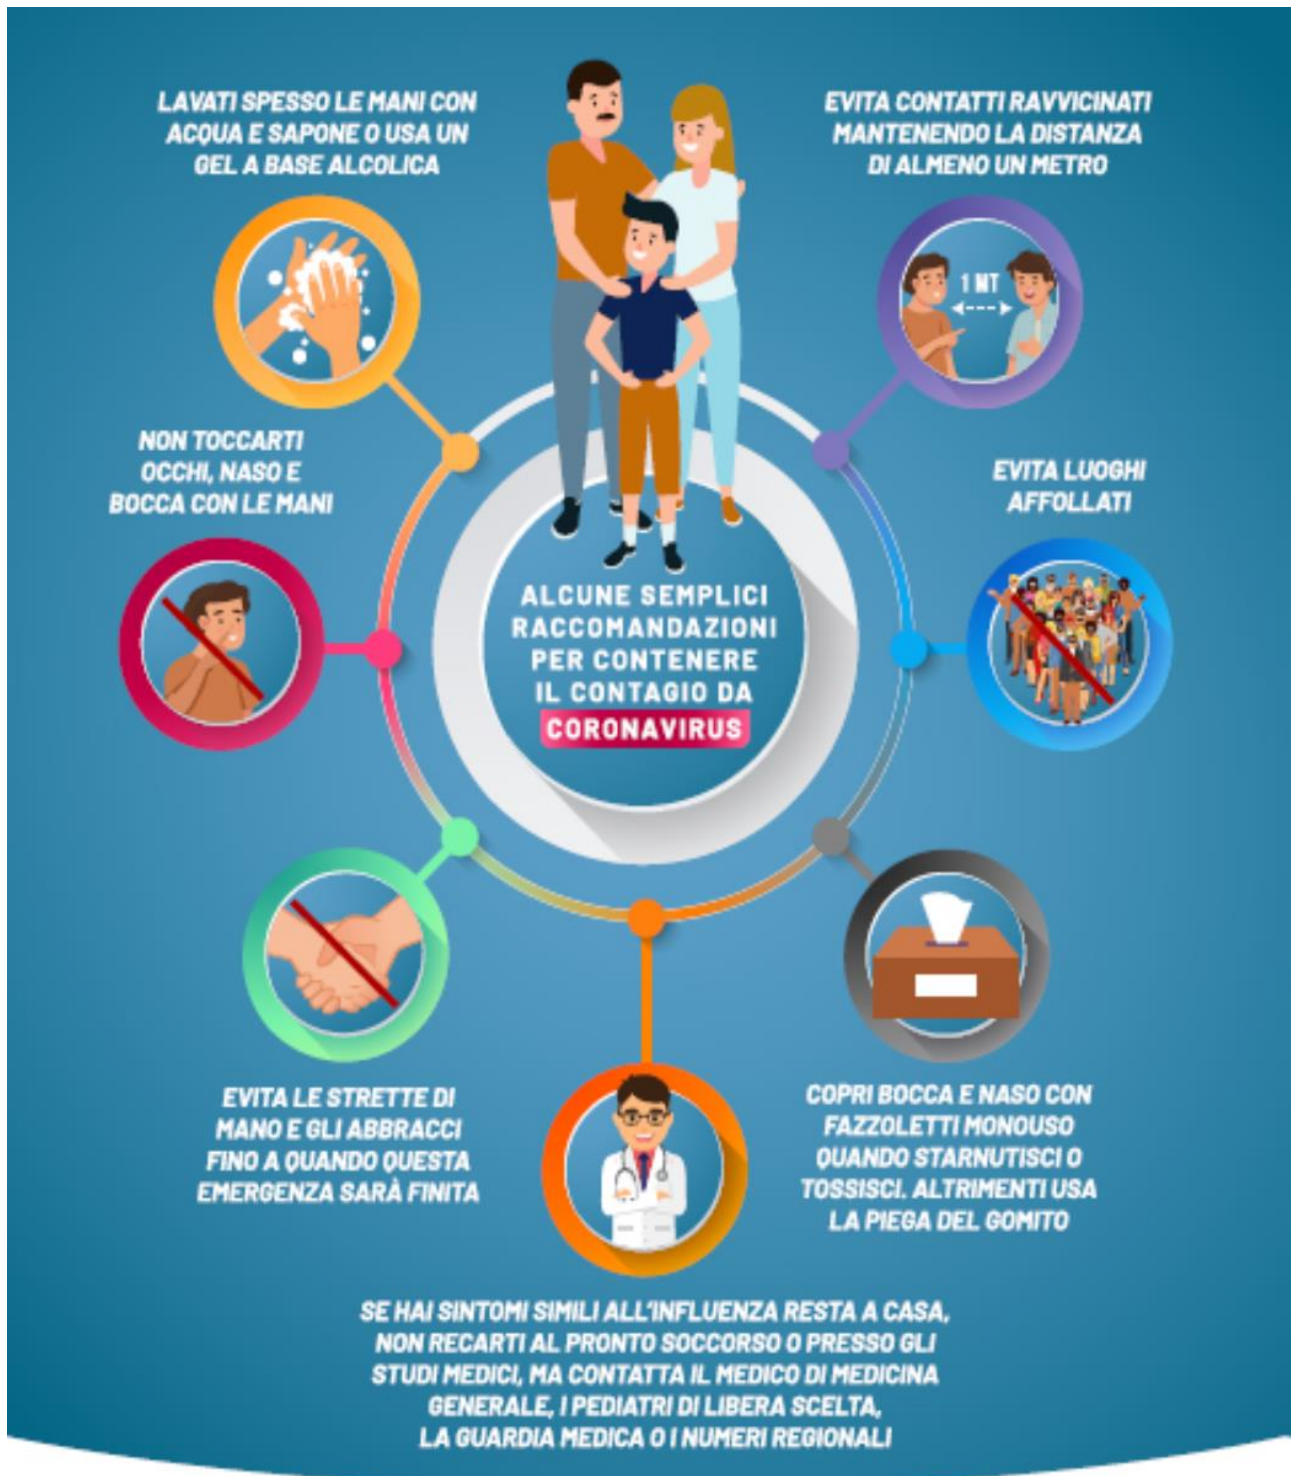 LAVATI SPESSO LE MANI CON
ACQUA E SAPONE O USA UN
GEL A BASE ALCOLICA
EVITA CONTATTI RAVVICINATI
MANTENENDO LA DISTANZA
DI ALMENO UN METRO
1 MT
NON TOCCARTI
OCCHI, NASO E
BOCCA CON LE MANI
EVITA LUOGHI
AFFOLLATI
ALCUNE SEMPLICI
RACCOMANDAZIONI
PER CONTENERE
IL CONTAGIO DA
CORONAVIRUS
EVITA LE STRETTE DI
MANO E GLI ABBRACCI
FINO A QUANDO QUESTA
EMERGENZA SARÀ FINITA
COPRI BOCCA E NASO CON
FAZZOLETTI MONOUSO
QUANDO STARNUTISCI O
TOSSISCI. ALTRIMENTI USA
LA PIEGA DEL GOMITO
SE HAI SINTOMI SIMILI ALL'INFLUENZA RESTA A CASA,
NON RECARTI AL PRONTO SOCCORSO O PRESSO GLI
STUDI MEDICI, MA CONTATTA IL MEDICO DI MEDICINA
GENERALE, I PEDIATRI DI LIBERA SCELTA,
LA GUARDIA MEDICA O I NUMERI REGIONALI